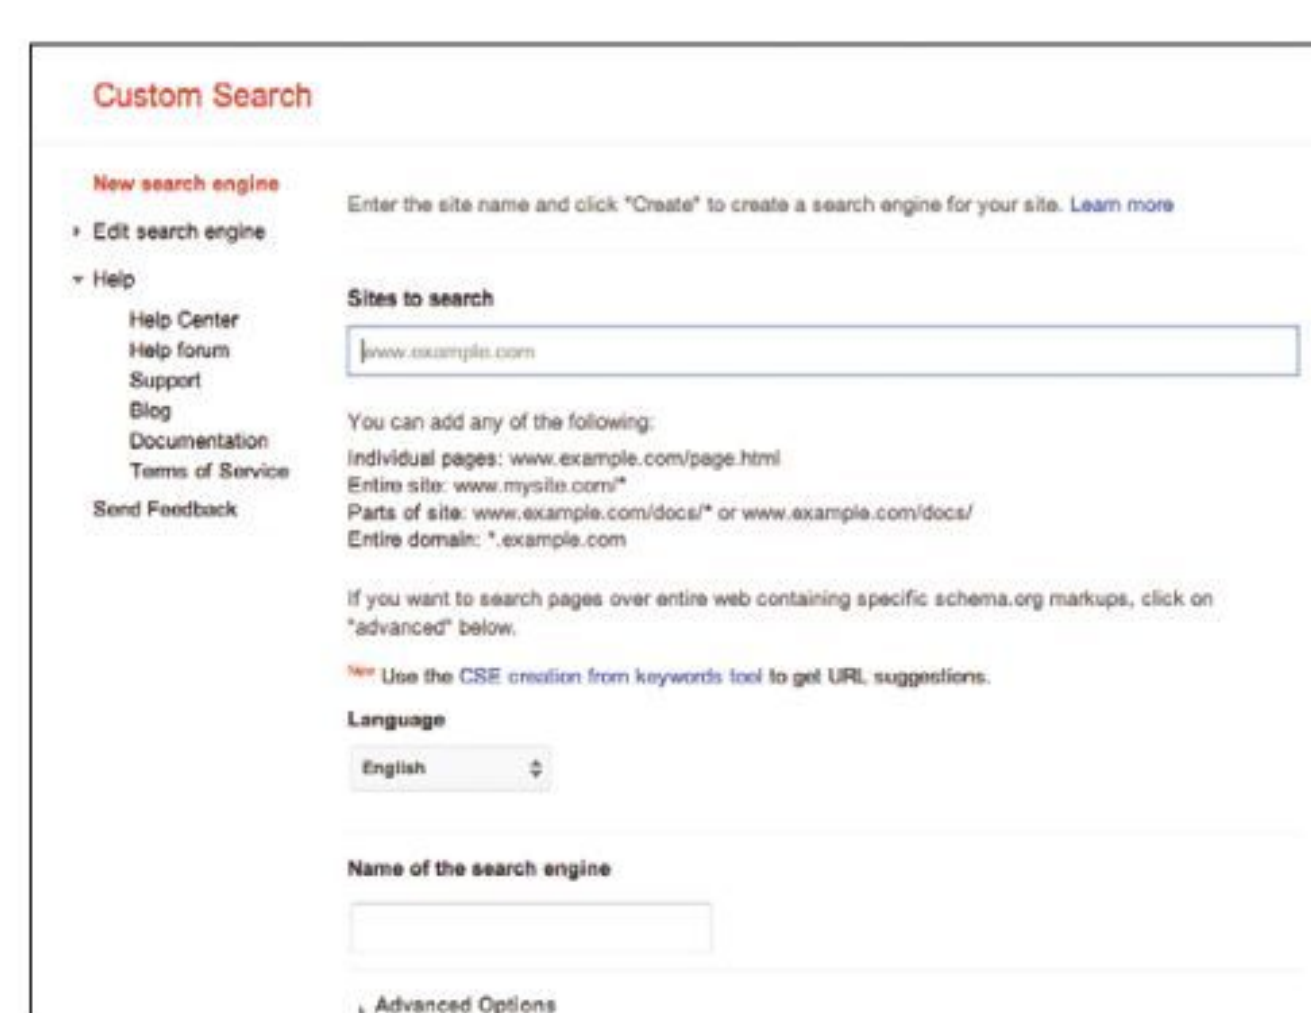 Custom Search
New search engine
Edit search engine
Help
Help Center
Help forum
Support
Blog
Documentation
Terms of Service
Send Feedback
Enter the site name and click "Create" to create a search engine for your site. Learn more
Sites to search
www.example.com
You can add any of the following:
Individual pages: www.example.com/page.html
Entire site: www.mysite.com/*
Parts of site: www.example.com/docs/* or www.example.com/docs/
Entire domain: *.example.com
If you want to search pages over entire web containing specific schema.org markups, click on
"advanced" below.
New Use the CSE creation from keywords tool to get URL suggestions.
Language
English
Name of the search engine
Advanced Options